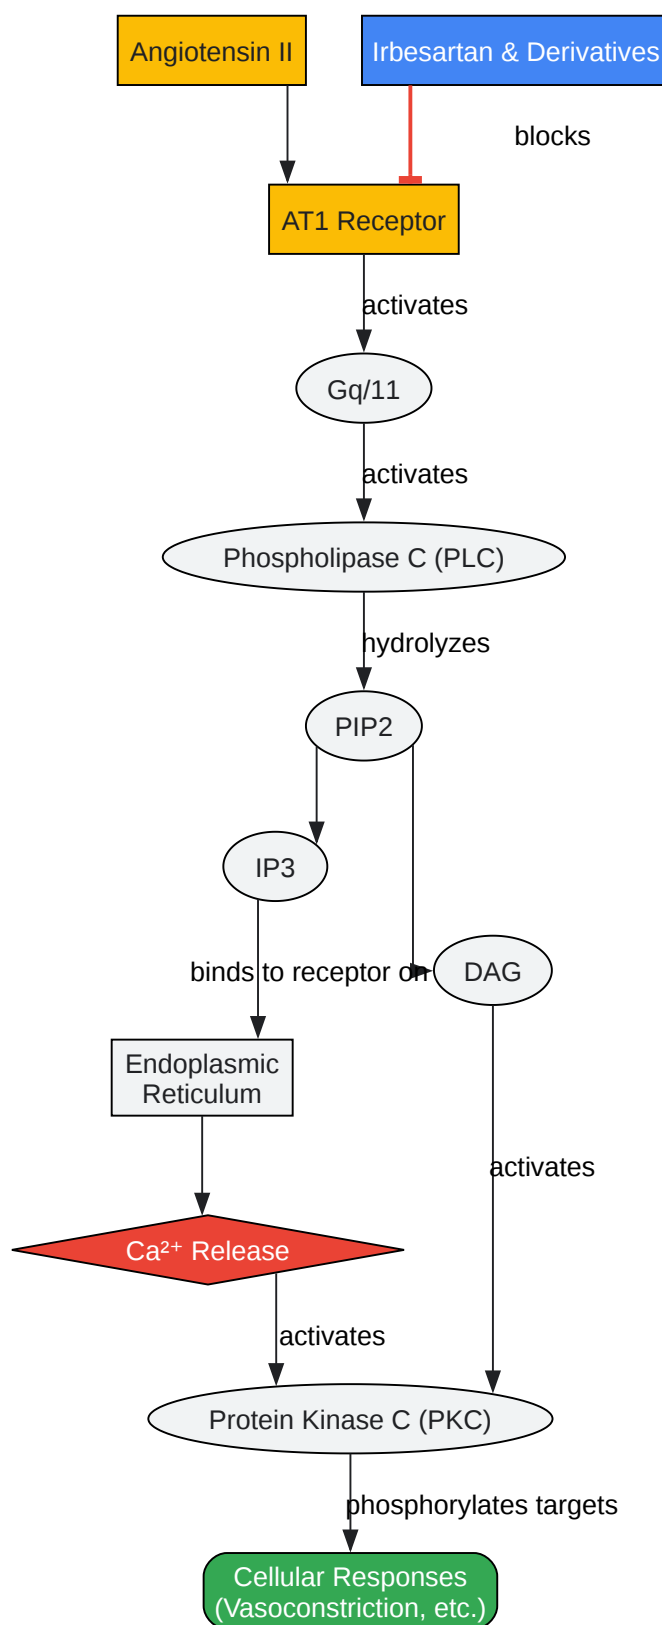 Angiotensin II
Irbesartan & Derivatives
blocks
AT1 Receptor
activates
Gq/11
activates
Phospholipase C (PLC)
hydrolyzes
PIP2
IP3
binds to receptor on
DAG
Endoplasmic
Reticulum
activates
Ca²⁺ Release
activates
Protein Kinase C (PKC)
phosphorylates targets
Cellular Responses
(Vasoconstriction, etc.)